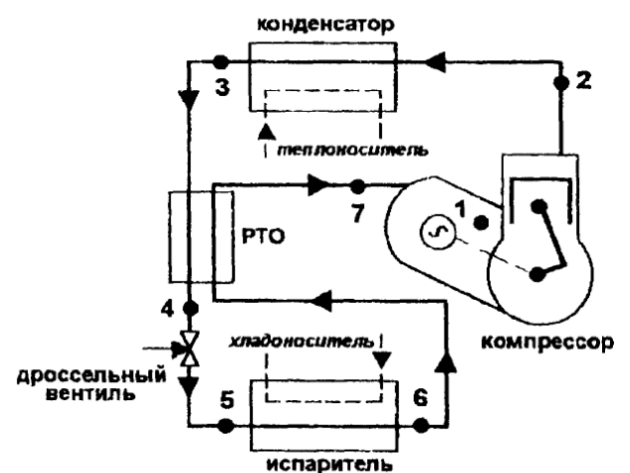 конденсатор
3
2
теплоноситель
7
1
РТО
4
хладоноситель
компрессор
дроссельный
вентиль
5
6
испаритель